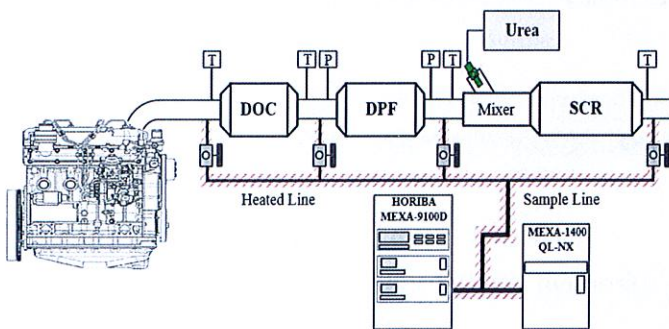 Urea
T
T
P
P
T
T
DOC
DPF
Mixer
SCR
Heated Line
Sample Line
HORIBA
MEXA-9100D
MEXA-1400
QL-NX